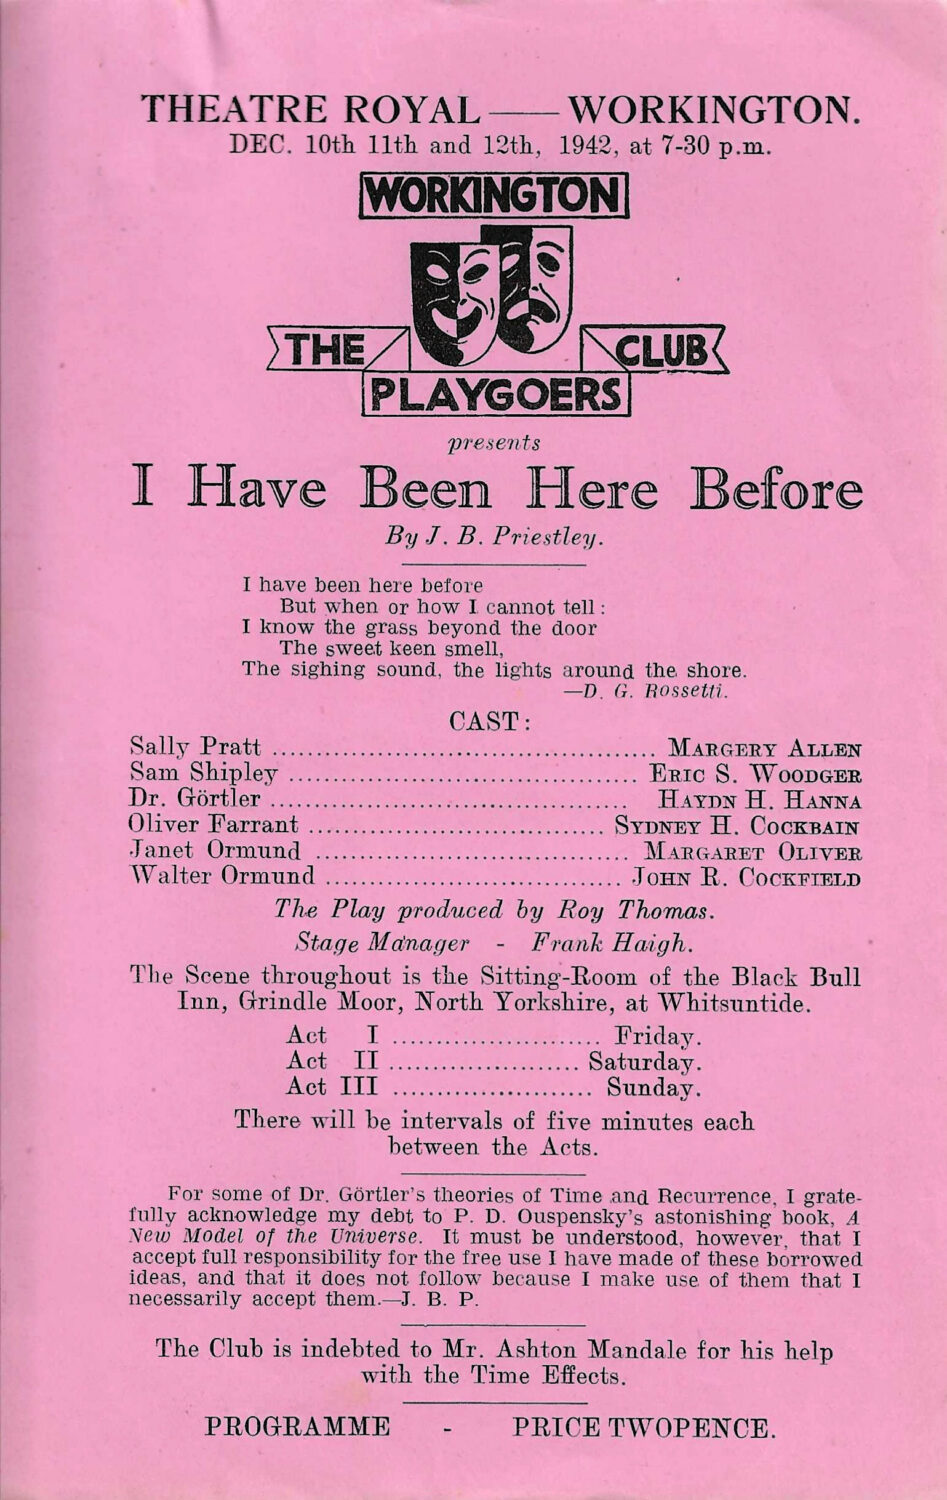 THEATRE ROYAL —— WORKINGTON.
DEC. 10th 11th and 12th, 1942, at 7-30 p.m.
WORKINGTON
THE CLUB
PLAYGOERS
presents
I Have Been Here Before
By J. B. Priestley.
I have been here before
But when or how I cannot tell :
I know the grass beyond the door
The sweet keen smell,
The sighing sound, the lights around the shore.
—D. G. Rossetti.
CAST :
Sally Pratt ............................................ MARGERY ALLEN
Sam Shipley ........................................ ERIC S. WOODGER
Dr. Görtler ......................................... HAYDN H. HANNA
Oliver Farrant .................................. SYDNEY H. COCKBAIN
Janet Ormund .................................... MARGARET OLIVER
Walter Ormund .................................. JOHN R. COCKFIELD
The Play produced by Roy Thomas.
Stage Manager - Frank Haigh.
The Scene throughout is the Sitting-Room of the Black Bull
Inn, Grindle Moor, North Yorkshire, at Whitsuntide.
Act I ........................ Friday.
Act II ...................... Saturday.
Act III ....................... Sunday.
There will be intervals of five minutes each
between the Acts.
For some of Dr. Görtler's theories of Time and Recurrence, I grate-
fully acknowledge my debt to P. D. Ouspensky's astonishing book, A
New Model of the Universe. It must be understood, however, that I
accept full responsibility for the free use I have made of these borrowed
ideas, and that it does not follow because I make use of them that I
necessarily accept them.—J. B. P.
The Club is indebted to Mr. Ashton Mandale for his help
with the Time Effects.
PROGRAMME - PRICE TWOPENCE.